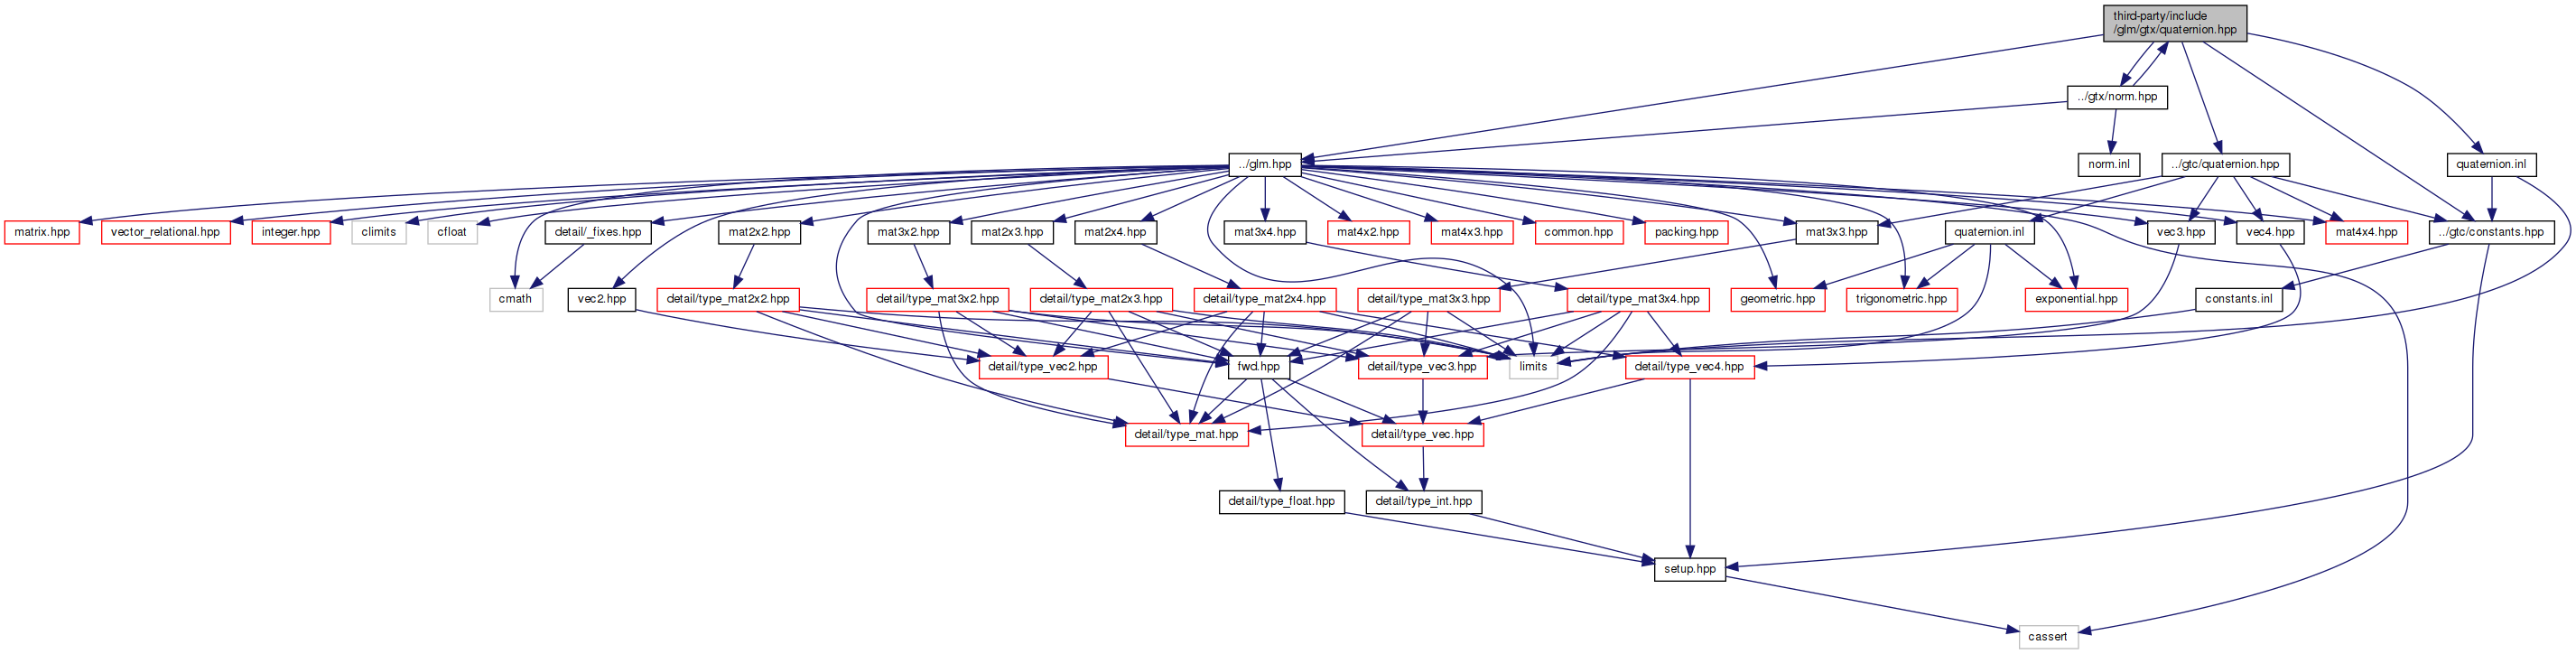 third-party/include
/glm/gtx/quaternion.hpp
../gtx/norm.hpp
../glm.hpp
norm.inl
../gtc/quaternion.hpp
quaternion.inl
matrix.hpp
vector_relational.hpp
integer.hpp
climits
cfloat
detail/_fixes.hpp
mat2x2.hpp
mat3x2.hpp
mat2x3.hpp
mat2x4.hpp
mat3x4.hpp
mat4x2.hpp
mat4x3.hpp
common.hpp
packing.hpp
mat3x3.hpp
quaternion.inl
vec3.hpp
vec4.hpp
mat4x4.hpp
../gtc/constants.hpp
cmath
vec2.hpp
detail/type_mat2x2.hpp
detail/type_mat3x2.hpp
detail/type_mat2x3.hpp
detail/type_mat2x4.hpp
detail/type_mat3x3.hpp
detail/type_mat3x4.hpp
geometric.hpp
trigonometric.hpp
exponential.hpp
constants.inl
detail/type_vec2.hpp
fwd.hpp
detail/type_vec3.hpp
limits
detail/type_vec4.hpp
detail/type_mat.hpp
detail/type_vec.hpp
detail/type_float.hpp
detail/type_int.hpp
setup.hpp
cassert